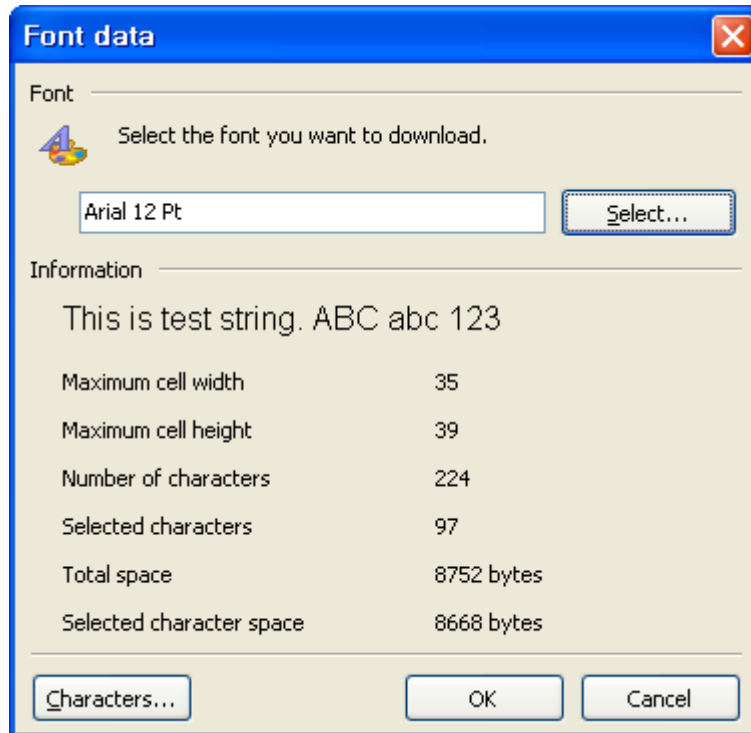 Font data
Font
Select the font you want to download.
Arial 12 Pt
Select...
Information
This is test string. ABC abc 123
Maximum cell width 35
Maximum cell height 39
Number of characters 224
Selected characters 97
Total space 8752 bytes
Selected character space 8668 bytes
Characters... OK Cancel